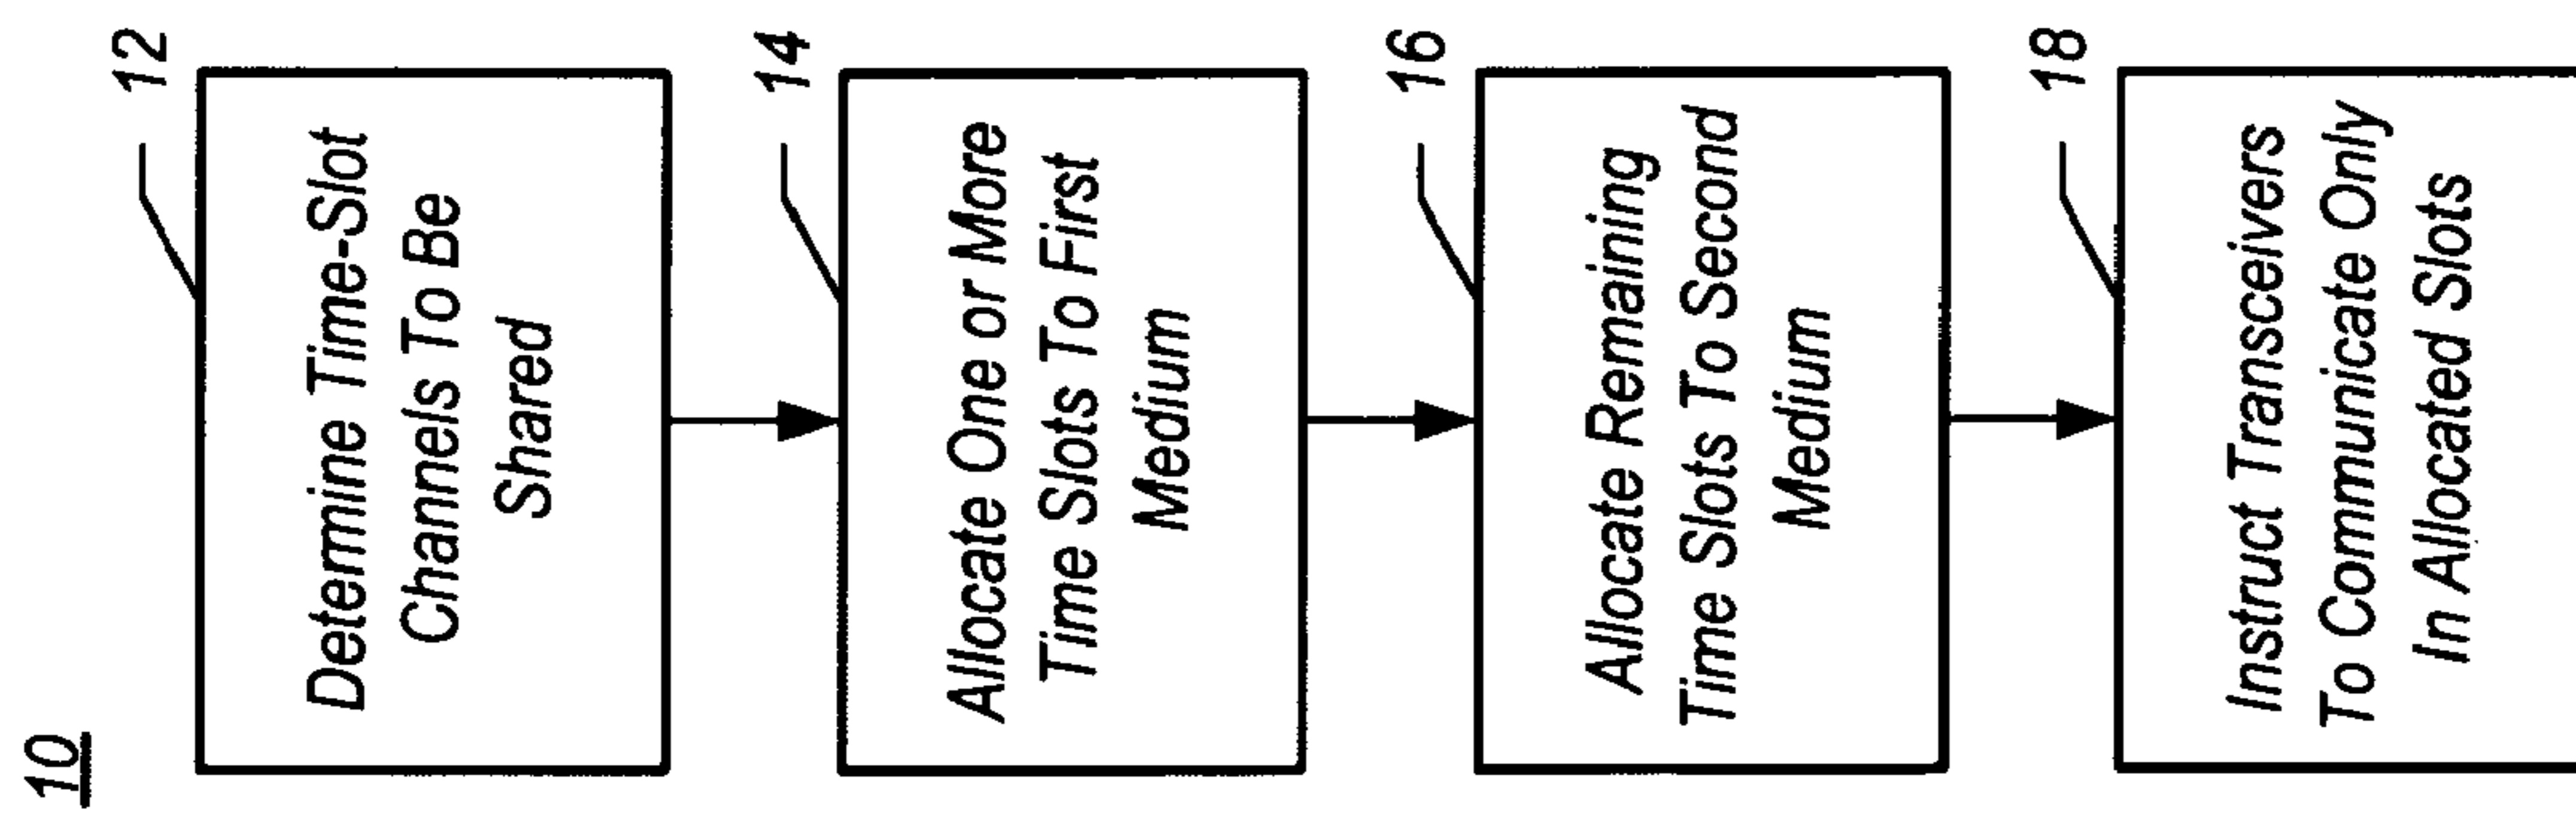 10
12
Determine Time-Slot
Channels To Be
Shared
14
Allocate One or More
Time Slots To First
Medium
16
Allocate Remaining
Time Slots To Second
Medium
18
Instruct Transceivers
To Communicate Only
In Allocated Slots